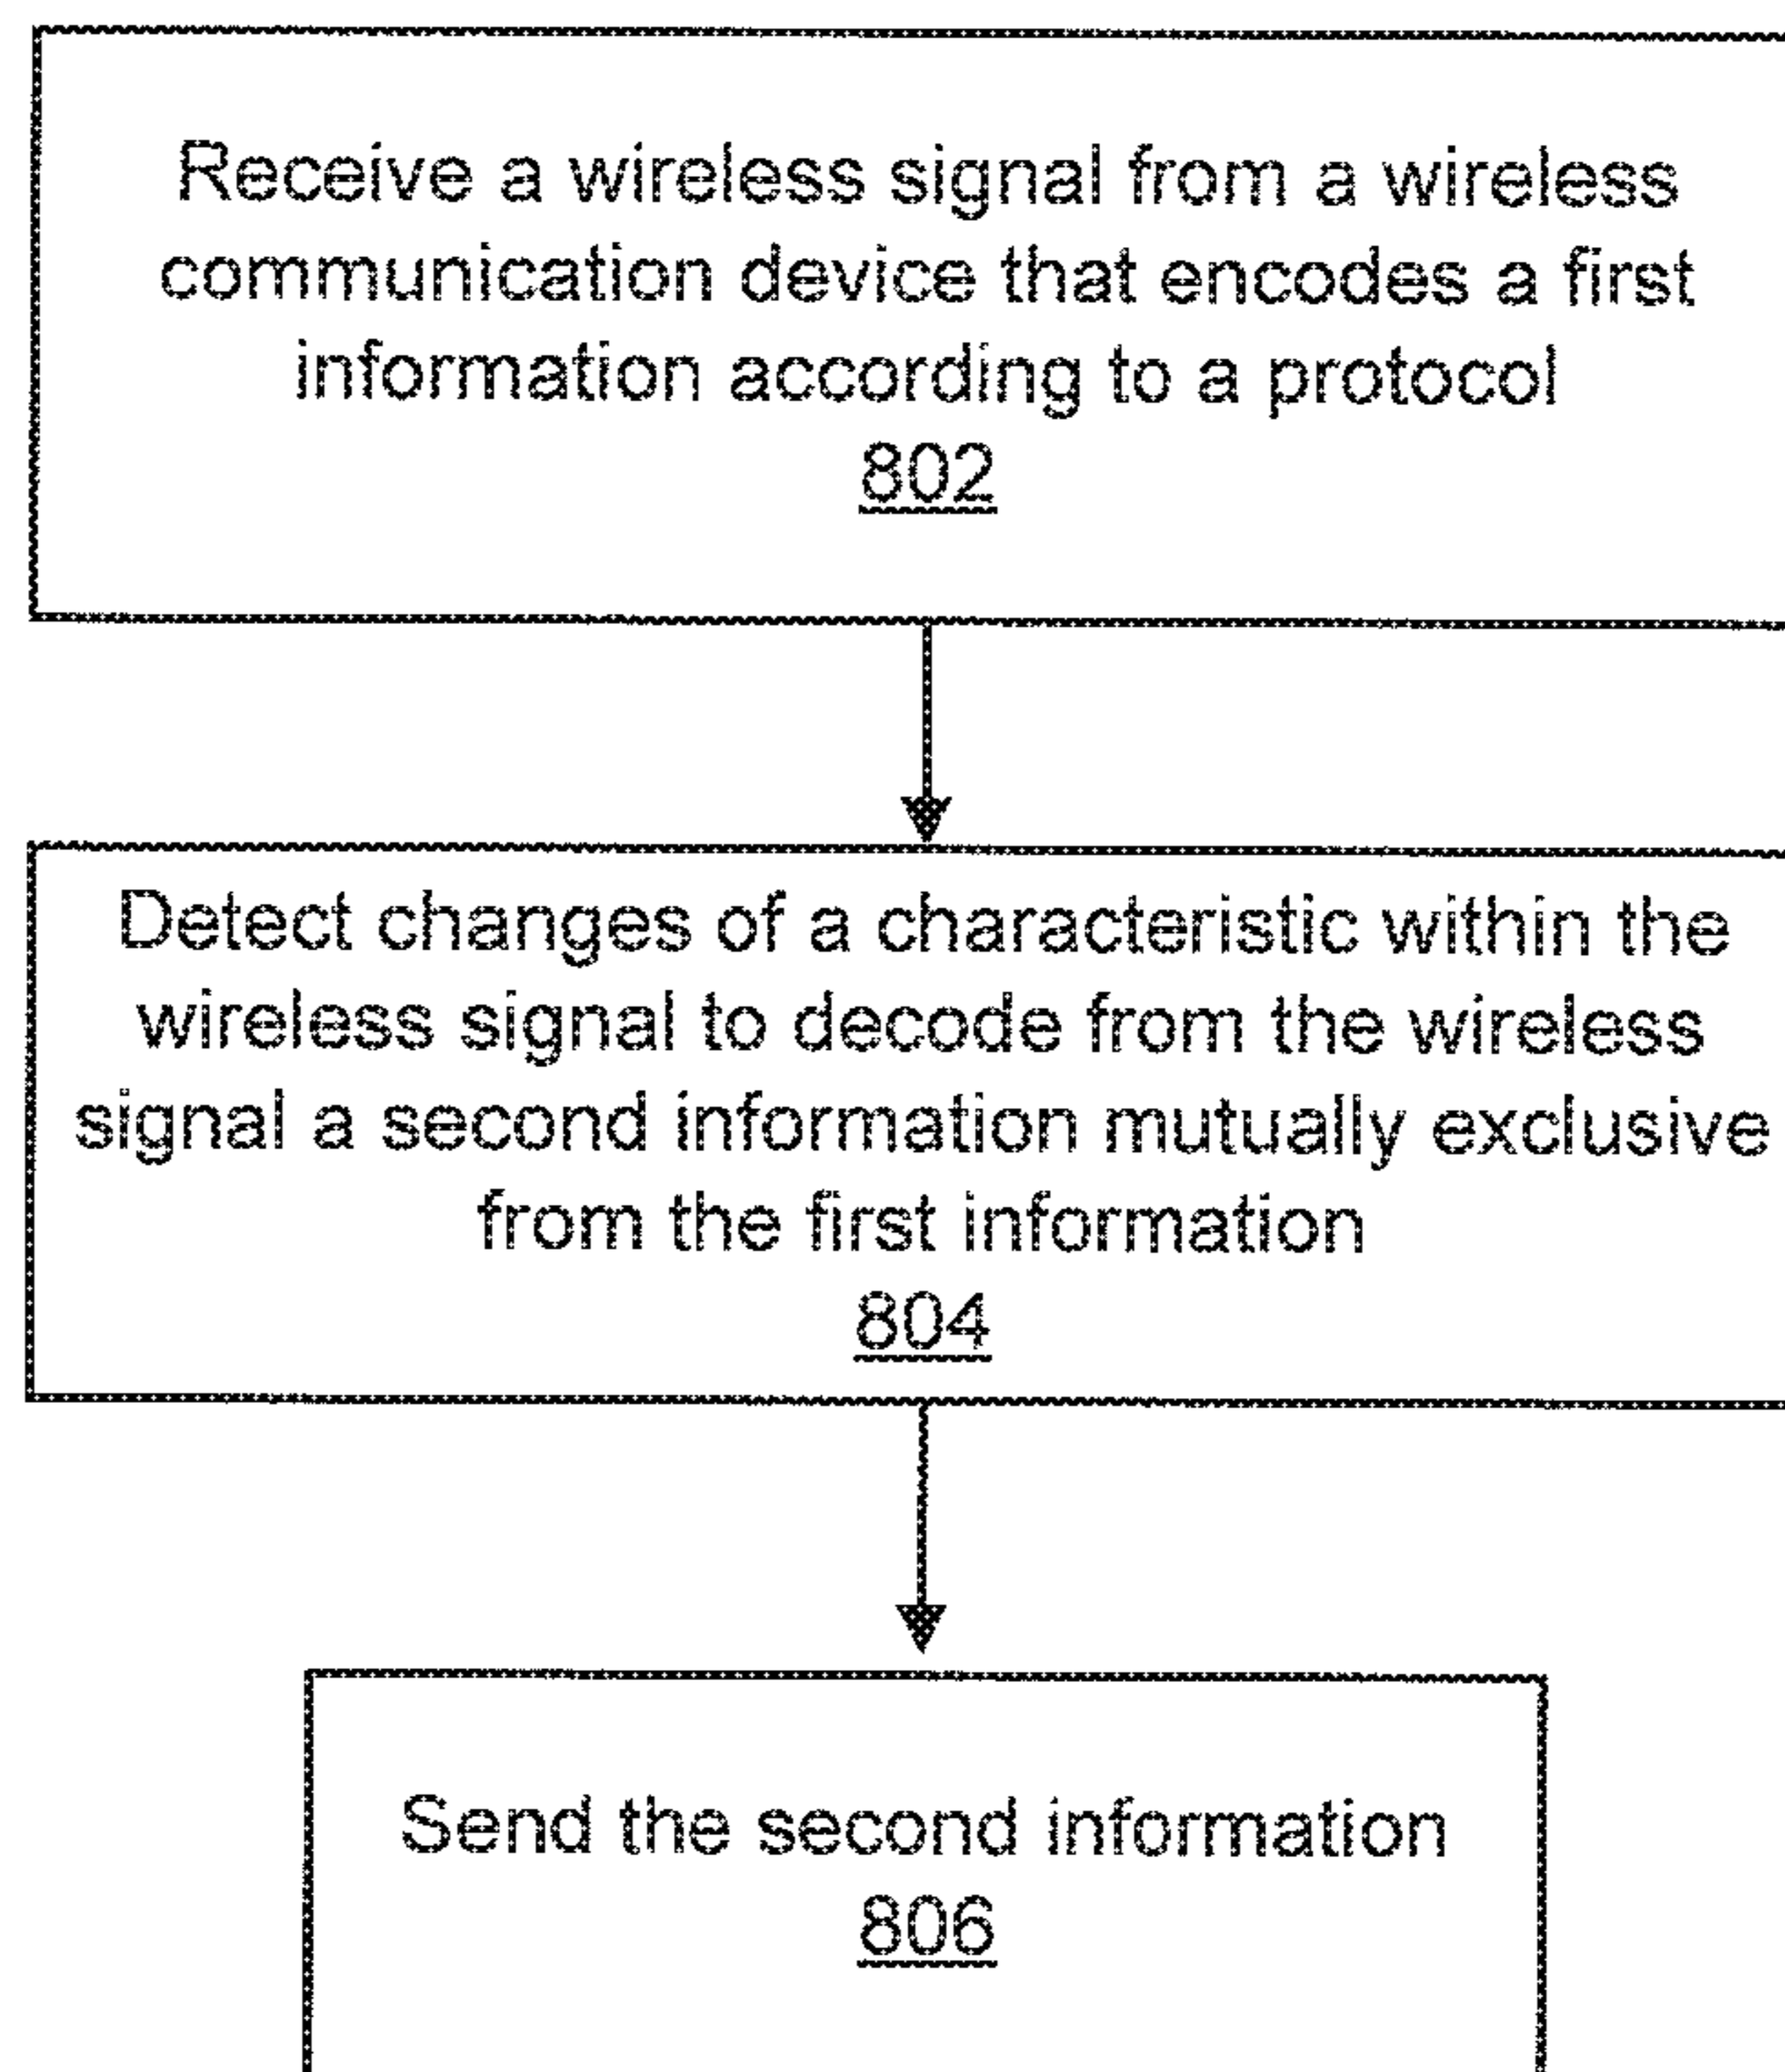 Receive a wireless signal from a wireless
communication device that encodes a first
information according to a protocol
802
Detect changes of a characteristic within the
wireless signal to decode from the wireless
signal a second information mutually exclusive
from the first information
804
Send the second information
806